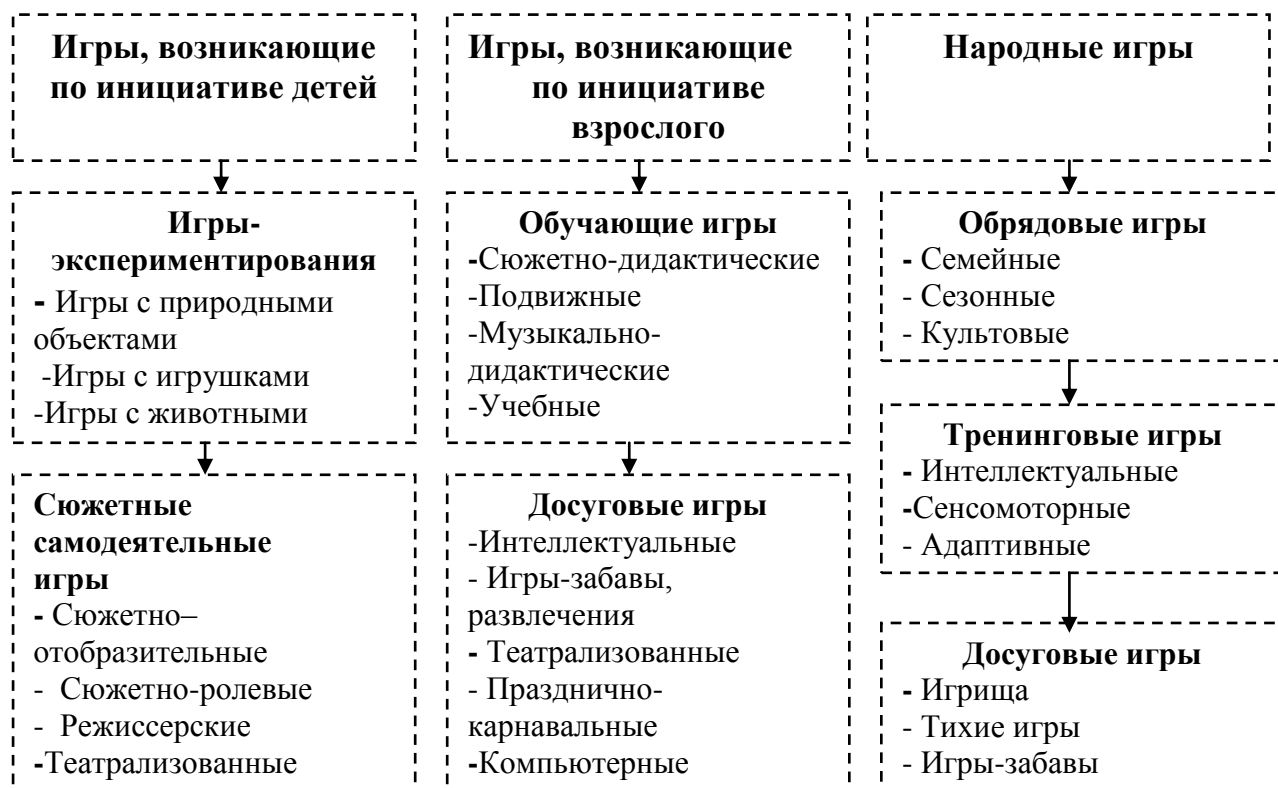 Игры, возникающие
по инициативе детей
Игры-
экспериментирования
- Игры с природными
объектами
-Игры с игрушками
-Игры с животными
Сюжетные
самодеятельные
игры
- Сюжетно–
отобразительные
- Сюжетно-ролевые
- Режиссерские
-Театрализованные
Игры, возникающие
по инициативе
взрослого
Обучающие игры
-Сюжетно-дидактические
-Подвижные
-Музыкально-
дидактические
-Учебные
Досуговые игры
-Интеллектуальные
- Игры-забавы,
развлечения
- Театрализованные
- Празднично-
карнавальные
-Компьютерные
Народные игры
Обрядовые игры
- Семейные
- Сезонные
- Культовые
Тренинговые игры
- Интеллектуальные
-Сенсомоторные
- Адаптивные
Досуговые игры
- Игрища
- Тихие игры
- Игры-забавы